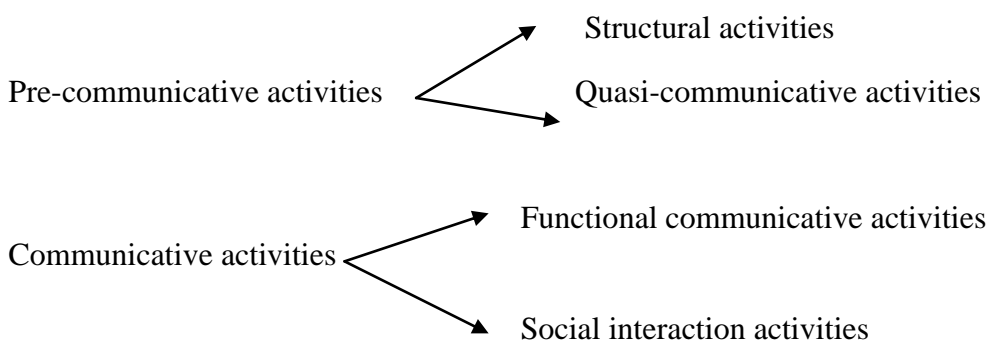 Structural activities
Pre-communicative activities
Quasi-communicative activities
Functional communicative activities
Communicative activities
Social interaction activities